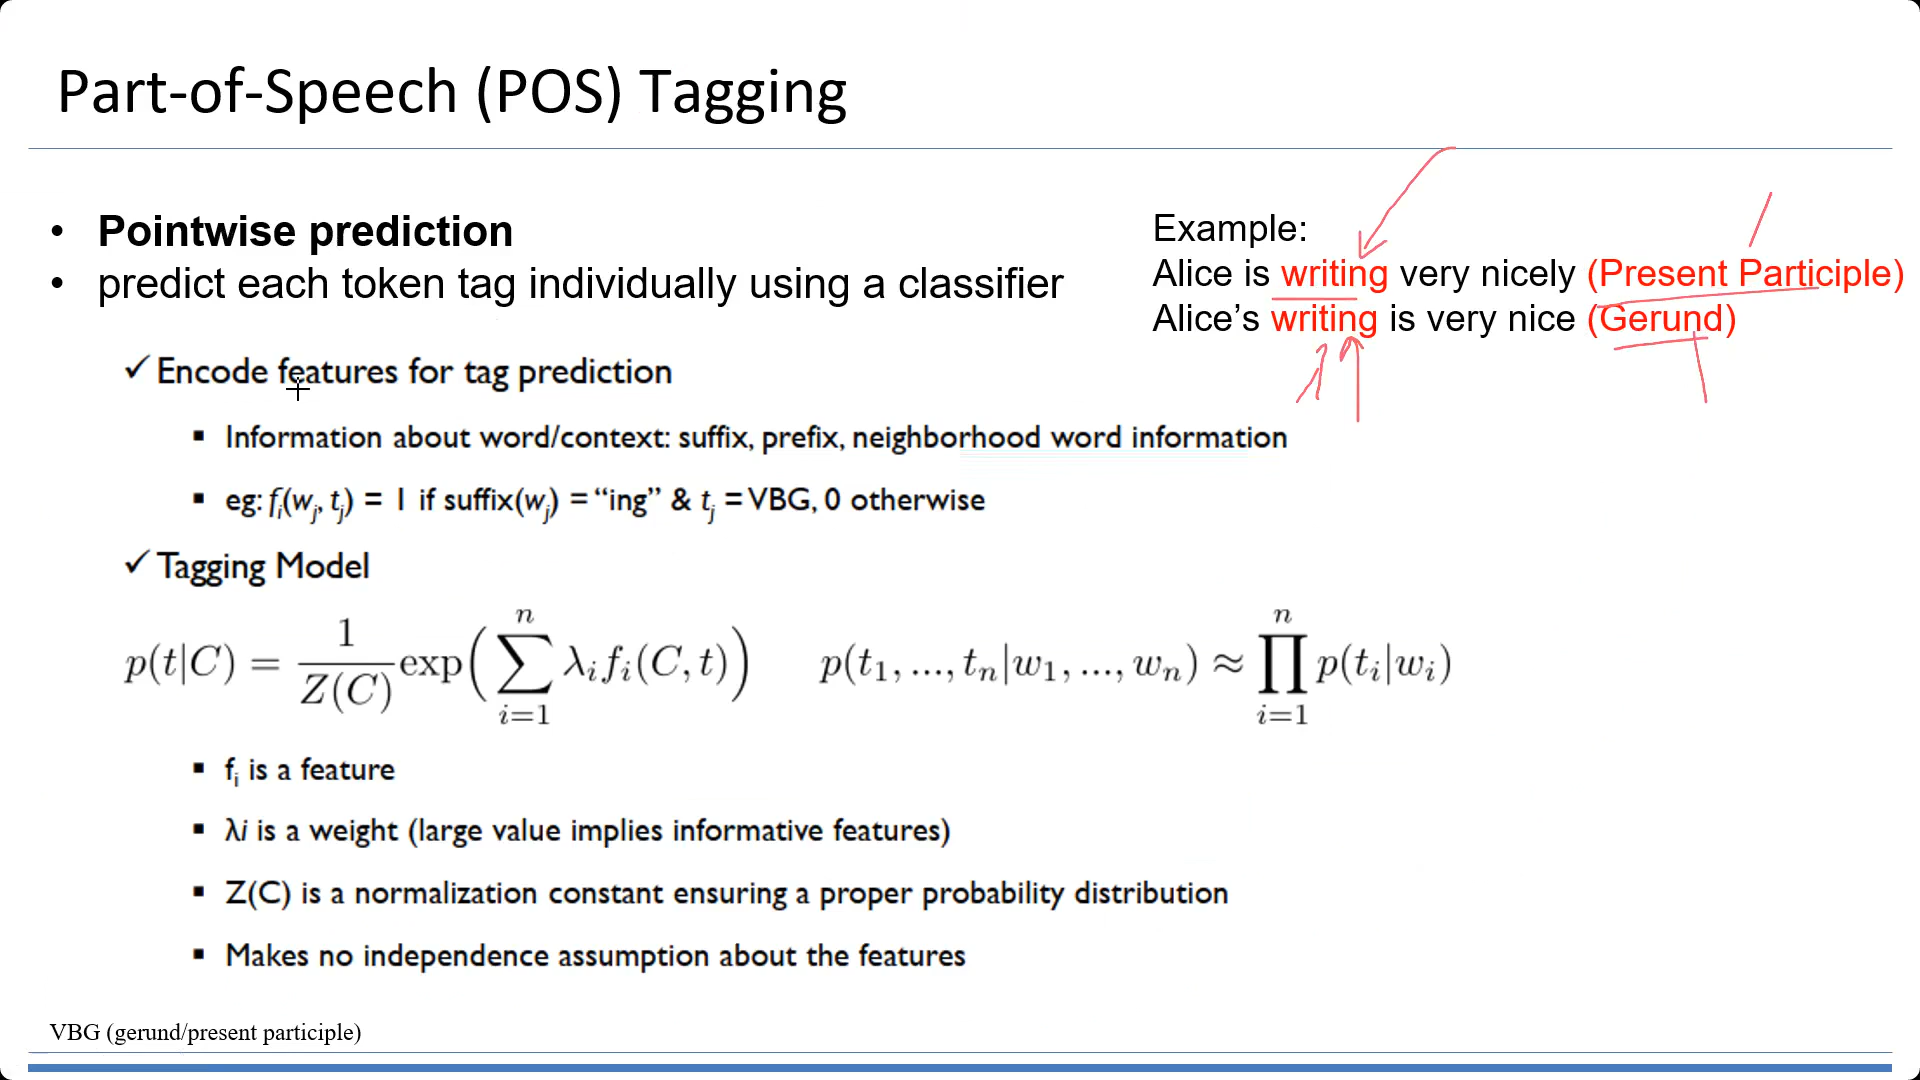 Part-of-Speech (POS) Tagging
• Pointwise prediction
• predict each token tag individually using a classifier
Example:
Alice is writing very nicely (Present Participle)
Alice’s writing is very nice (Gerund)
✓ Encode features for tag prediction
▪ Information about word/context: suffix, prefix, neighborhood word information
▪ eg: f_i(w_j, t_j) = 1 if suffix(w_j) = “ing” & t_j = VBG, 0 otherwise
✓ Tagging Model
p(t|C) = \frac{1}{Z(C)} exp( \sum_{i=1}^{n} λ_i f_i(C, t) )
p(t_1, ..., t_n|w_1, ..., w_n) ≈ \prod_{i=1}^{n} p(t_i|w_i)
▪ f_i is a feature
▪ λi is a weight (large value implies informative features)
▪ Z(C) is a normalization constant ensuring a proper probability distribution
▪ Makes no independence assumption about the features
VBG (gerund/present participle)